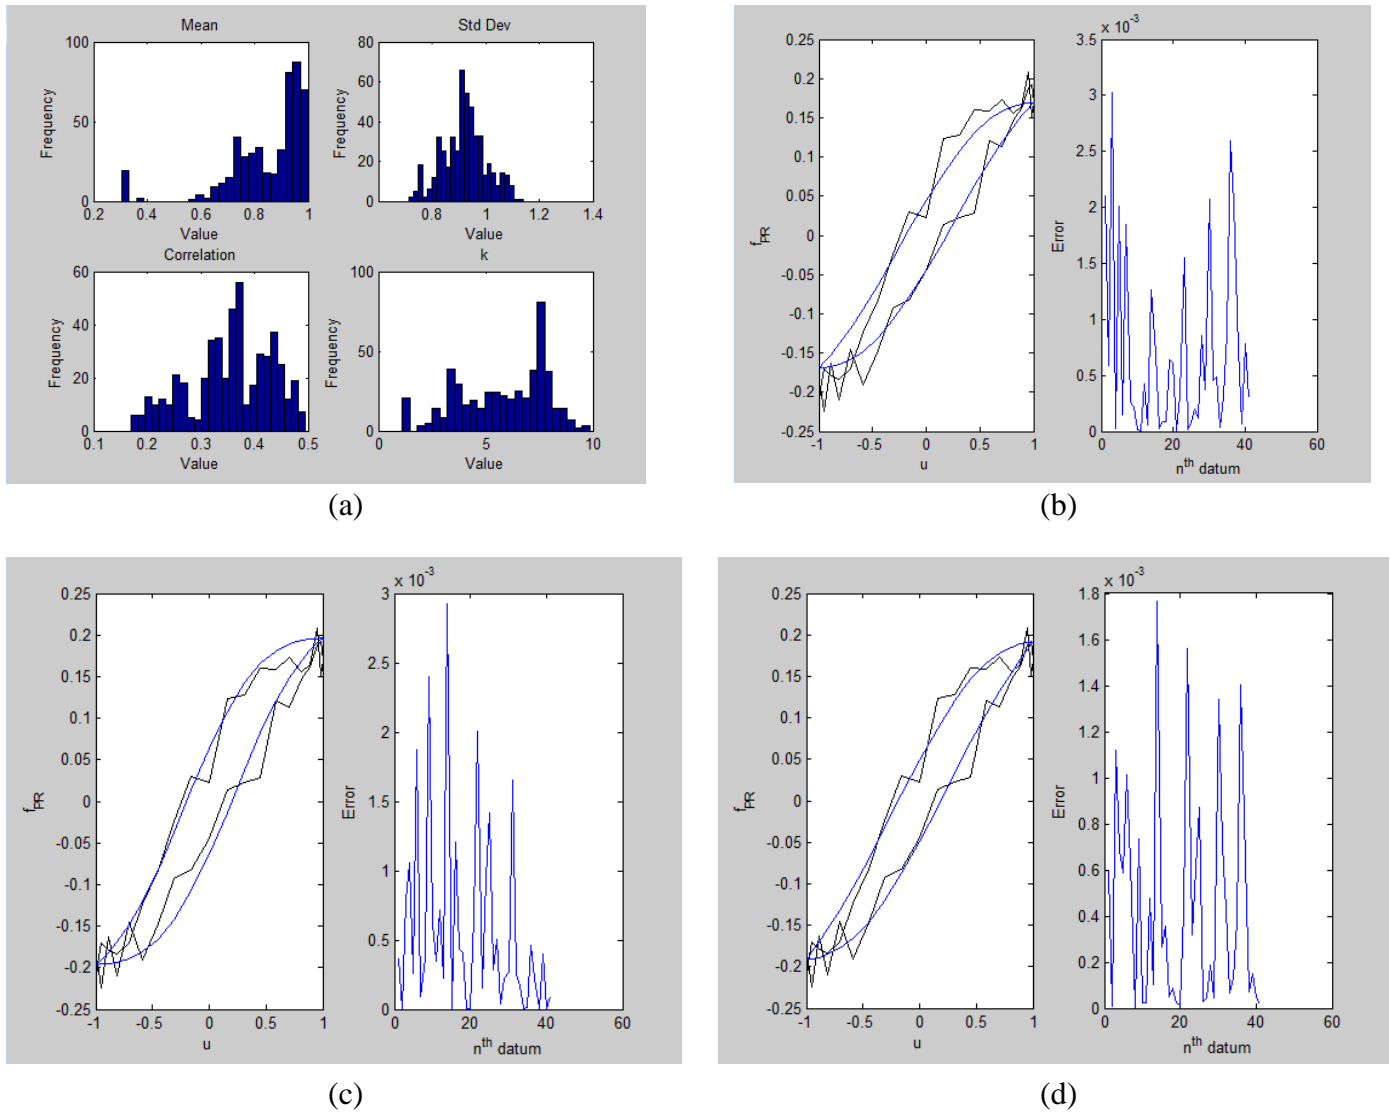 Mean
Std Dev
100
50
0
Frequency
0.2 0.4 0.6 0.8 1
Value
80
60
40
20
0
Frequency
0.8 1 1.2 1.4
Value
Correlation
k
60
40
20
0
Frequency
0.1 0.2 0.3 0.4 0.5
Value
100
50
0
Frequency
0 5 10
Value
(a)
0.25
0.2
0.15
0.1
0.05
0
-0.05
-0.1
-0.15
-0.2
-0.25
f_PR
-1 -0.5 0 0.5 1
u
x 10^-3
3.5
3
2.5
2
1.5
1
0.5
0
Error
0 20 40 60
n^th datum
(b)
0.25
0.2
0.15
0.1
0.05
0
-0.05
-0.1
-0.15
-0.2
-0.25
f_PR
-1 -0.5 0 0.5 1
u
x 10^-3
3
2.5
2
1.5
1
0.5
0
Error
0 20 40 60
n^th datum
(c)
0.25
0.2
0.15
0.1
0.05
0
-0.05
-0.1
-0.15
-0.2
-0.25
f_PR
-1 -0.5 0 0.5 1
u
x 10^-3
1.8
1.6
1.4
1.2
1
0.8
0.6
0.4
0.2
0
Error
0 20 40 60
n^th datum
(d)